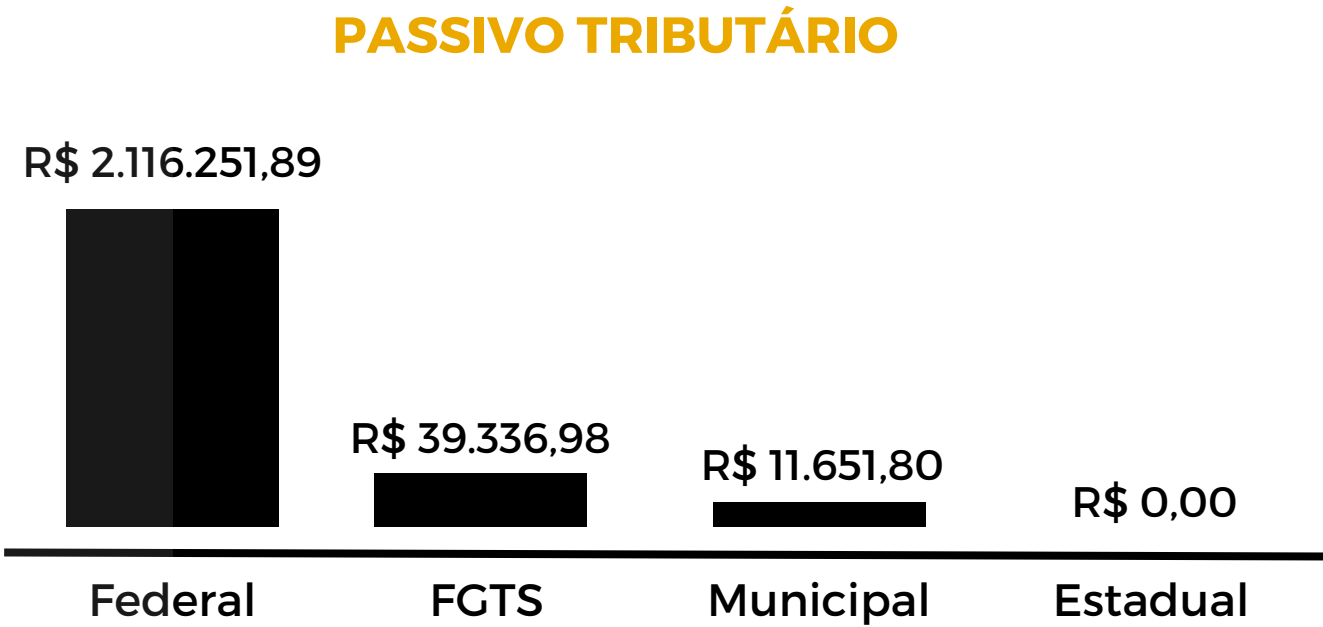 PASSIVO TRIBUTÁRIO
R$ 2.116.251,89
R$ 39.336,98
R$ 11.651,80
R$ 0,00
Federal
FGTS
Municipal
Estadual